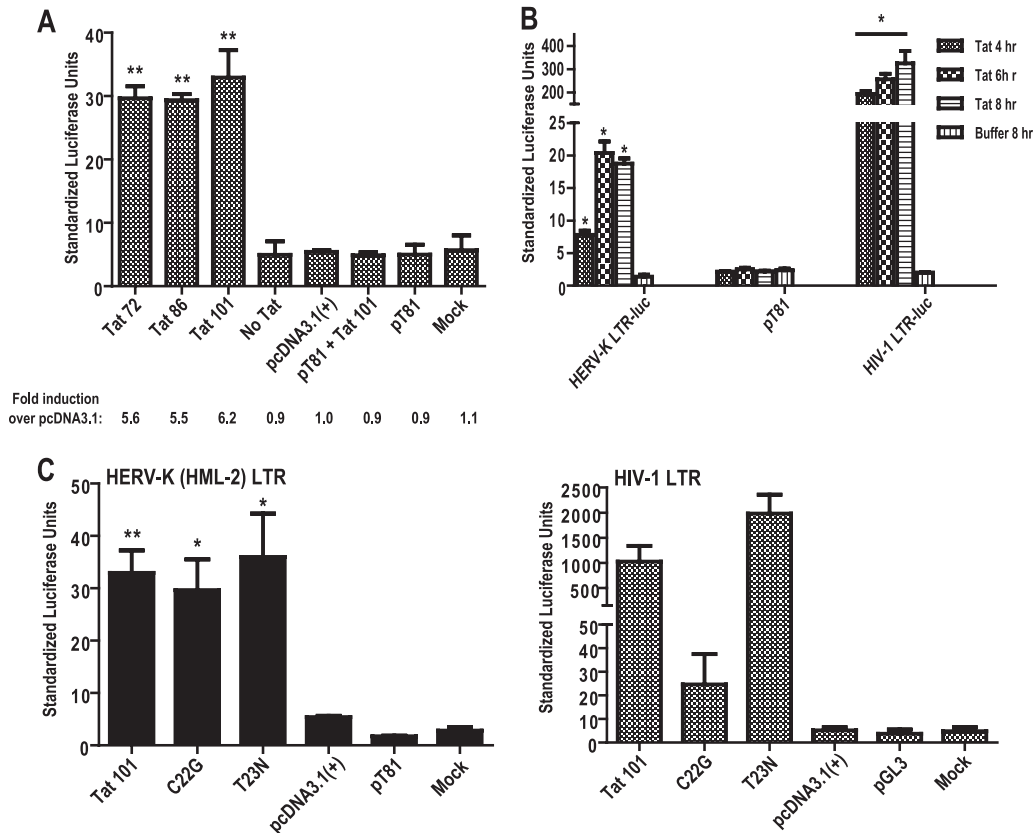 A
Standardized Luciferase Units
40
30
20
10
0
**
**
**
Tat 72
Tat 86
Tat 101
No Tat
pcDNA3.1(+)
pT81 + Tat 101
pT81
Mock
Fold induction
over pcDNA3.1: 5.6 5.5 6.2 0.9 1.0 0.9 0.9 1.1
B
Standardized Luciferase Units
400
300
200
25
20
15
10
5
0
*
*
*
*
Tat 4 hr
Tat 6h r
Tat 8 hr
Buffer 8 hr
HERV-K LTR-luc
pT81
HIV-1 LTR-luc
C
HERV-K (HML-2) LTR
Standardized Luciferase Units
50
40
30
20
10
0
**
*
*
Tat 101
C22G
T23N
pcDNA3.1(+)
pT81
Mock
HIV-1 LTR
Standardized Luciferase Units
2500
2000
1500
1000
500
50
40
30
20
10
0
Tat 101
C22G
T23N
pcDNA3.1(+)
pGL3
Mock